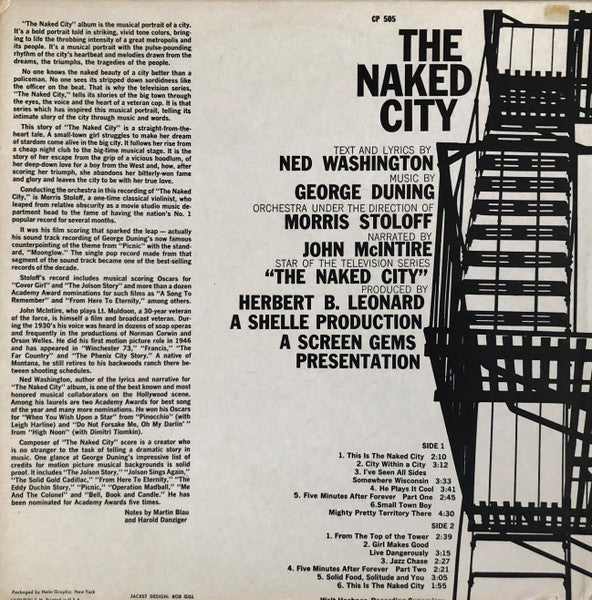 "The Naked City" album is the musical portrait of a city.
It's a bold portrait told in striking, vivid tone colors, bring-
ing to life the throbbing intensity of a great metropolis and
its people. It's a musical portrait with the pulse-pounding
rhythm of the city's heartbeat and melodies drawn from the
dreams, the triumphs, the tragedies of the people.
No one knows the naked beauty of a city better than a
policeman. No one sees its stripped down sordidness like
the officer on the beat. That is why the television series,
"The Naked City," tells its stories of the big town through
the eyes, the voice and the heart of a veteran cop. It is that
series which has inspired this musical portrait, telling its
intimate story of the city through music and words.
This story of "The Naked City" is a straight-from-the-
heart tale. A small-town girl struggles to make her dream
of stardom come alive in the big city. It follows her rise from
a cheap night club to the big-time musical stage. It is the
story of her escape from the grip of a vicious hoodlum, of
her deep-down love for a boy from the West and how, after
scoring her triumph, she abandons her bitterly-won fame
and glory and leaves the city to be with her true love.
Conducting the orchestra in this recording of "The Naked
City," is Morris Stoloff, a one-time classical violinist, who
leaped from relative obscurity as a movie studio music de-
partment head to the fame of having the nation's No. 1
popular record for several months.
It was his film scoring that sparked the leap — actually
his sound track recording of George Duning's now famous
counterpointing of the theme from "Picnic" with the stand-
ard, "Moonglow." The single pop record made from that
segment of the sound track became one of the best-selling
records of the decade.
Stoloff's record includes musical scoring Oscars for
"Cover Girl" and "The Jolson Story" and more than a dozen
Academy Award nominations for such films as "A Song To
Remember" and "From Here To Eternity," among others.
John McIntire, who plays Lt. Muldoon, a 30-year veteran
of the force, is himself a film and broadcast veteran. Dur-
ing the 1930's his voice was heard in dozens of soap operas
and frequently in the productions of Norman Corwin and
Orson Welles. He did his first motion picture role in 1946
and has appeared in "Winchester 73," "Francis," "The
Far Country" and "The Phenix City Story." A native of
Montana, he still retires to his backwoods ranch there be-
tween shooting schedules.
Ned Washington, author of the lyrics and narrative for
"The Naked City" album, is one of the best known and most
honored musical collaborators on the Hollywood scene.
Among his laurels are two Academy Awards for best song
of the year and many more nominations. He won his Oscars
for "When You Wish Upon a Star" from "Pinocchio" (with
Leigh Harline) and "Do Not Forsake Me, Oh My Darlin' "
from "High Noon" (with Dimitri Tiomkin).
Composer of "The Naked City" score is a creator who
is no stranger to the task of telling a dramatic story in
music. One glance at George Duning's impressive list of
credits for motion picture musical backgrounds is solid
proof. It includes "The Jolson Story," "Jolson Sings Again,"
"The Solid Gold Cadillac," "From Here To Eternity," "The
Eddy Duchin Story," "Picnic," "Operation Madball," "Me
And The Colonel" and "Bell, Book and Candle." He has
been nominated for Academy Awards five times.
Notes by Martin Blau
and Harold Danziger
Packaged by Helm Graphic, New York
JACKET DESIGN: BOB GILL
CP 505
THE
NAKED
CITY
TEXT AND LYRICS BY
NED WASHINGTON
MUSIC BY
GEORGE DUNING
ORCHESTRA UNDER THE DIRECTION OF
MORRIS STOLOFF
NARRATED BY
JOHN McINTIRE
STAR OF THE TELEVISION SERIES
"THE NAKED CITY"
PRODUCED BY
HERBERT B. LEONARD
A SHELLE PRODUCTION
A SCREEN GEMS
PRESENTATION
SIDE 1
1. This Is The Naked City 2:10
2. City Within a City 3:12
3. I've Seen All Sides
Somewhere Wisconsin 3:33
4. He Plays It Cool 3:41
5. Five Minutes After Forever Part One 2:45
6.Small Town Boy
Mighty Pretty Territory There 4:30
SIDE 2
1. From The Top of the Tower 2:39
2. Girl Makes Good
Live Dangerously 3:15
3. Jazz Chase 2:27
4. Five Minutes After Forever Part Two 2:21
5. Solid Food, Solitude and You 3:05
6. This Is The Naked City 1:55